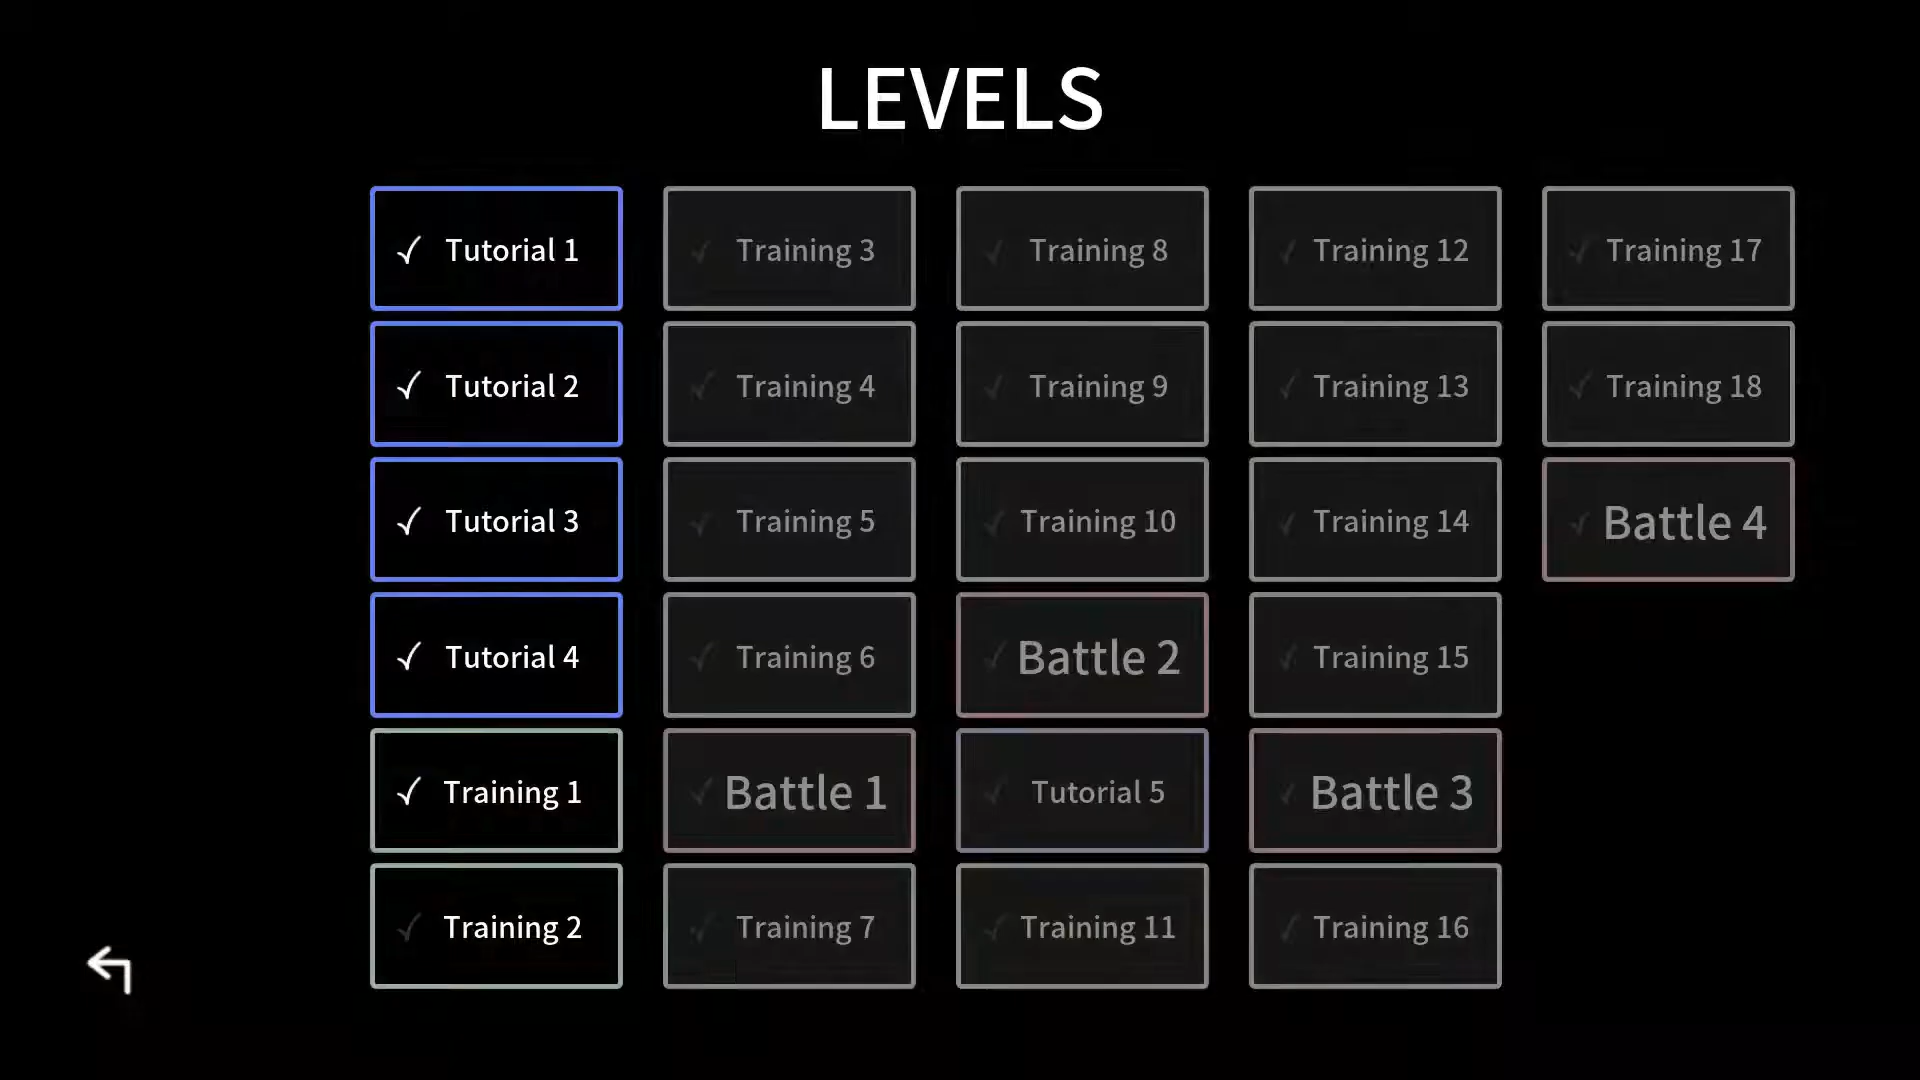 LEVELS
Tutorial 1
Tutorial 2
Tutorial 3
Tutorial 4
Training 1
Training 2
Training 3
Training 4
Training 5
Training 6
Battle 1
Training 7
Training 8
Training 9
Training 10
Battle 2
Tutorial 5
Training 11
Training 12
Training 13
Training 14
Training 15
Battle 3
Training 16
Training 17
Training 18
Battle 4